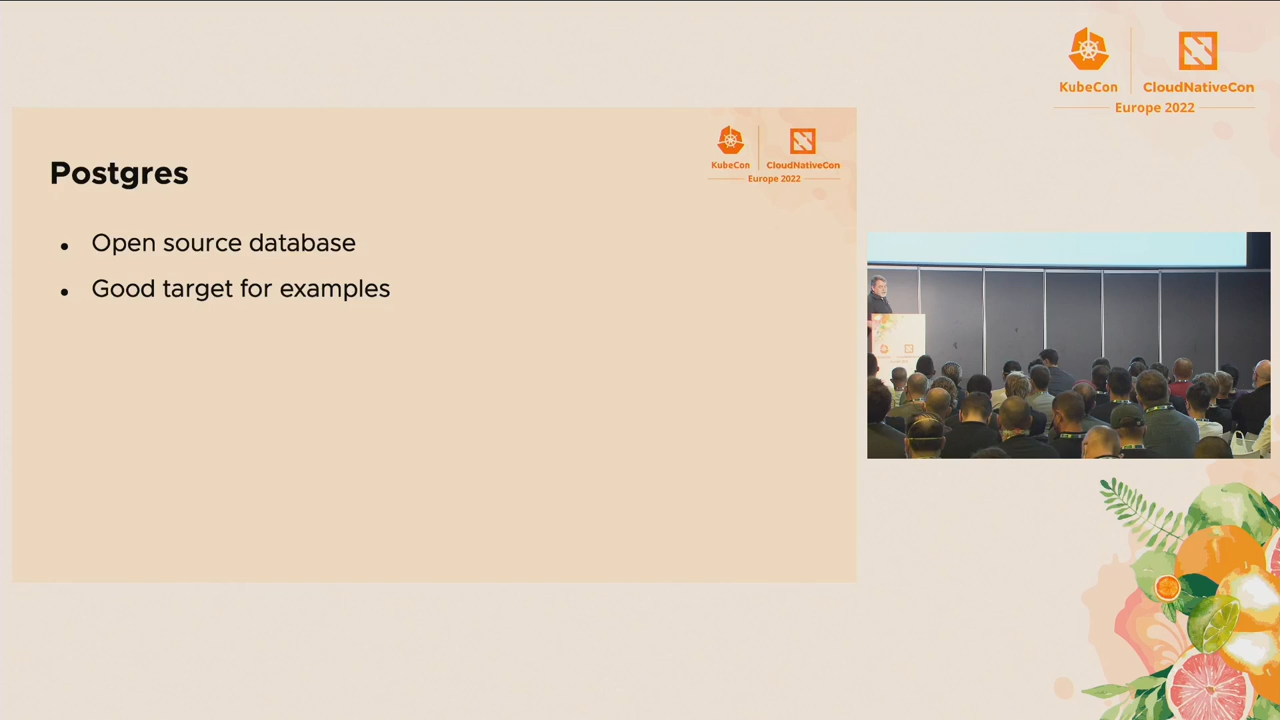 KubeCon
CloudNativeCon
Europe 2022
KubeCon
CloudNativeCon
Europe 2022
Postgres
• Open source database
• Good target for examples